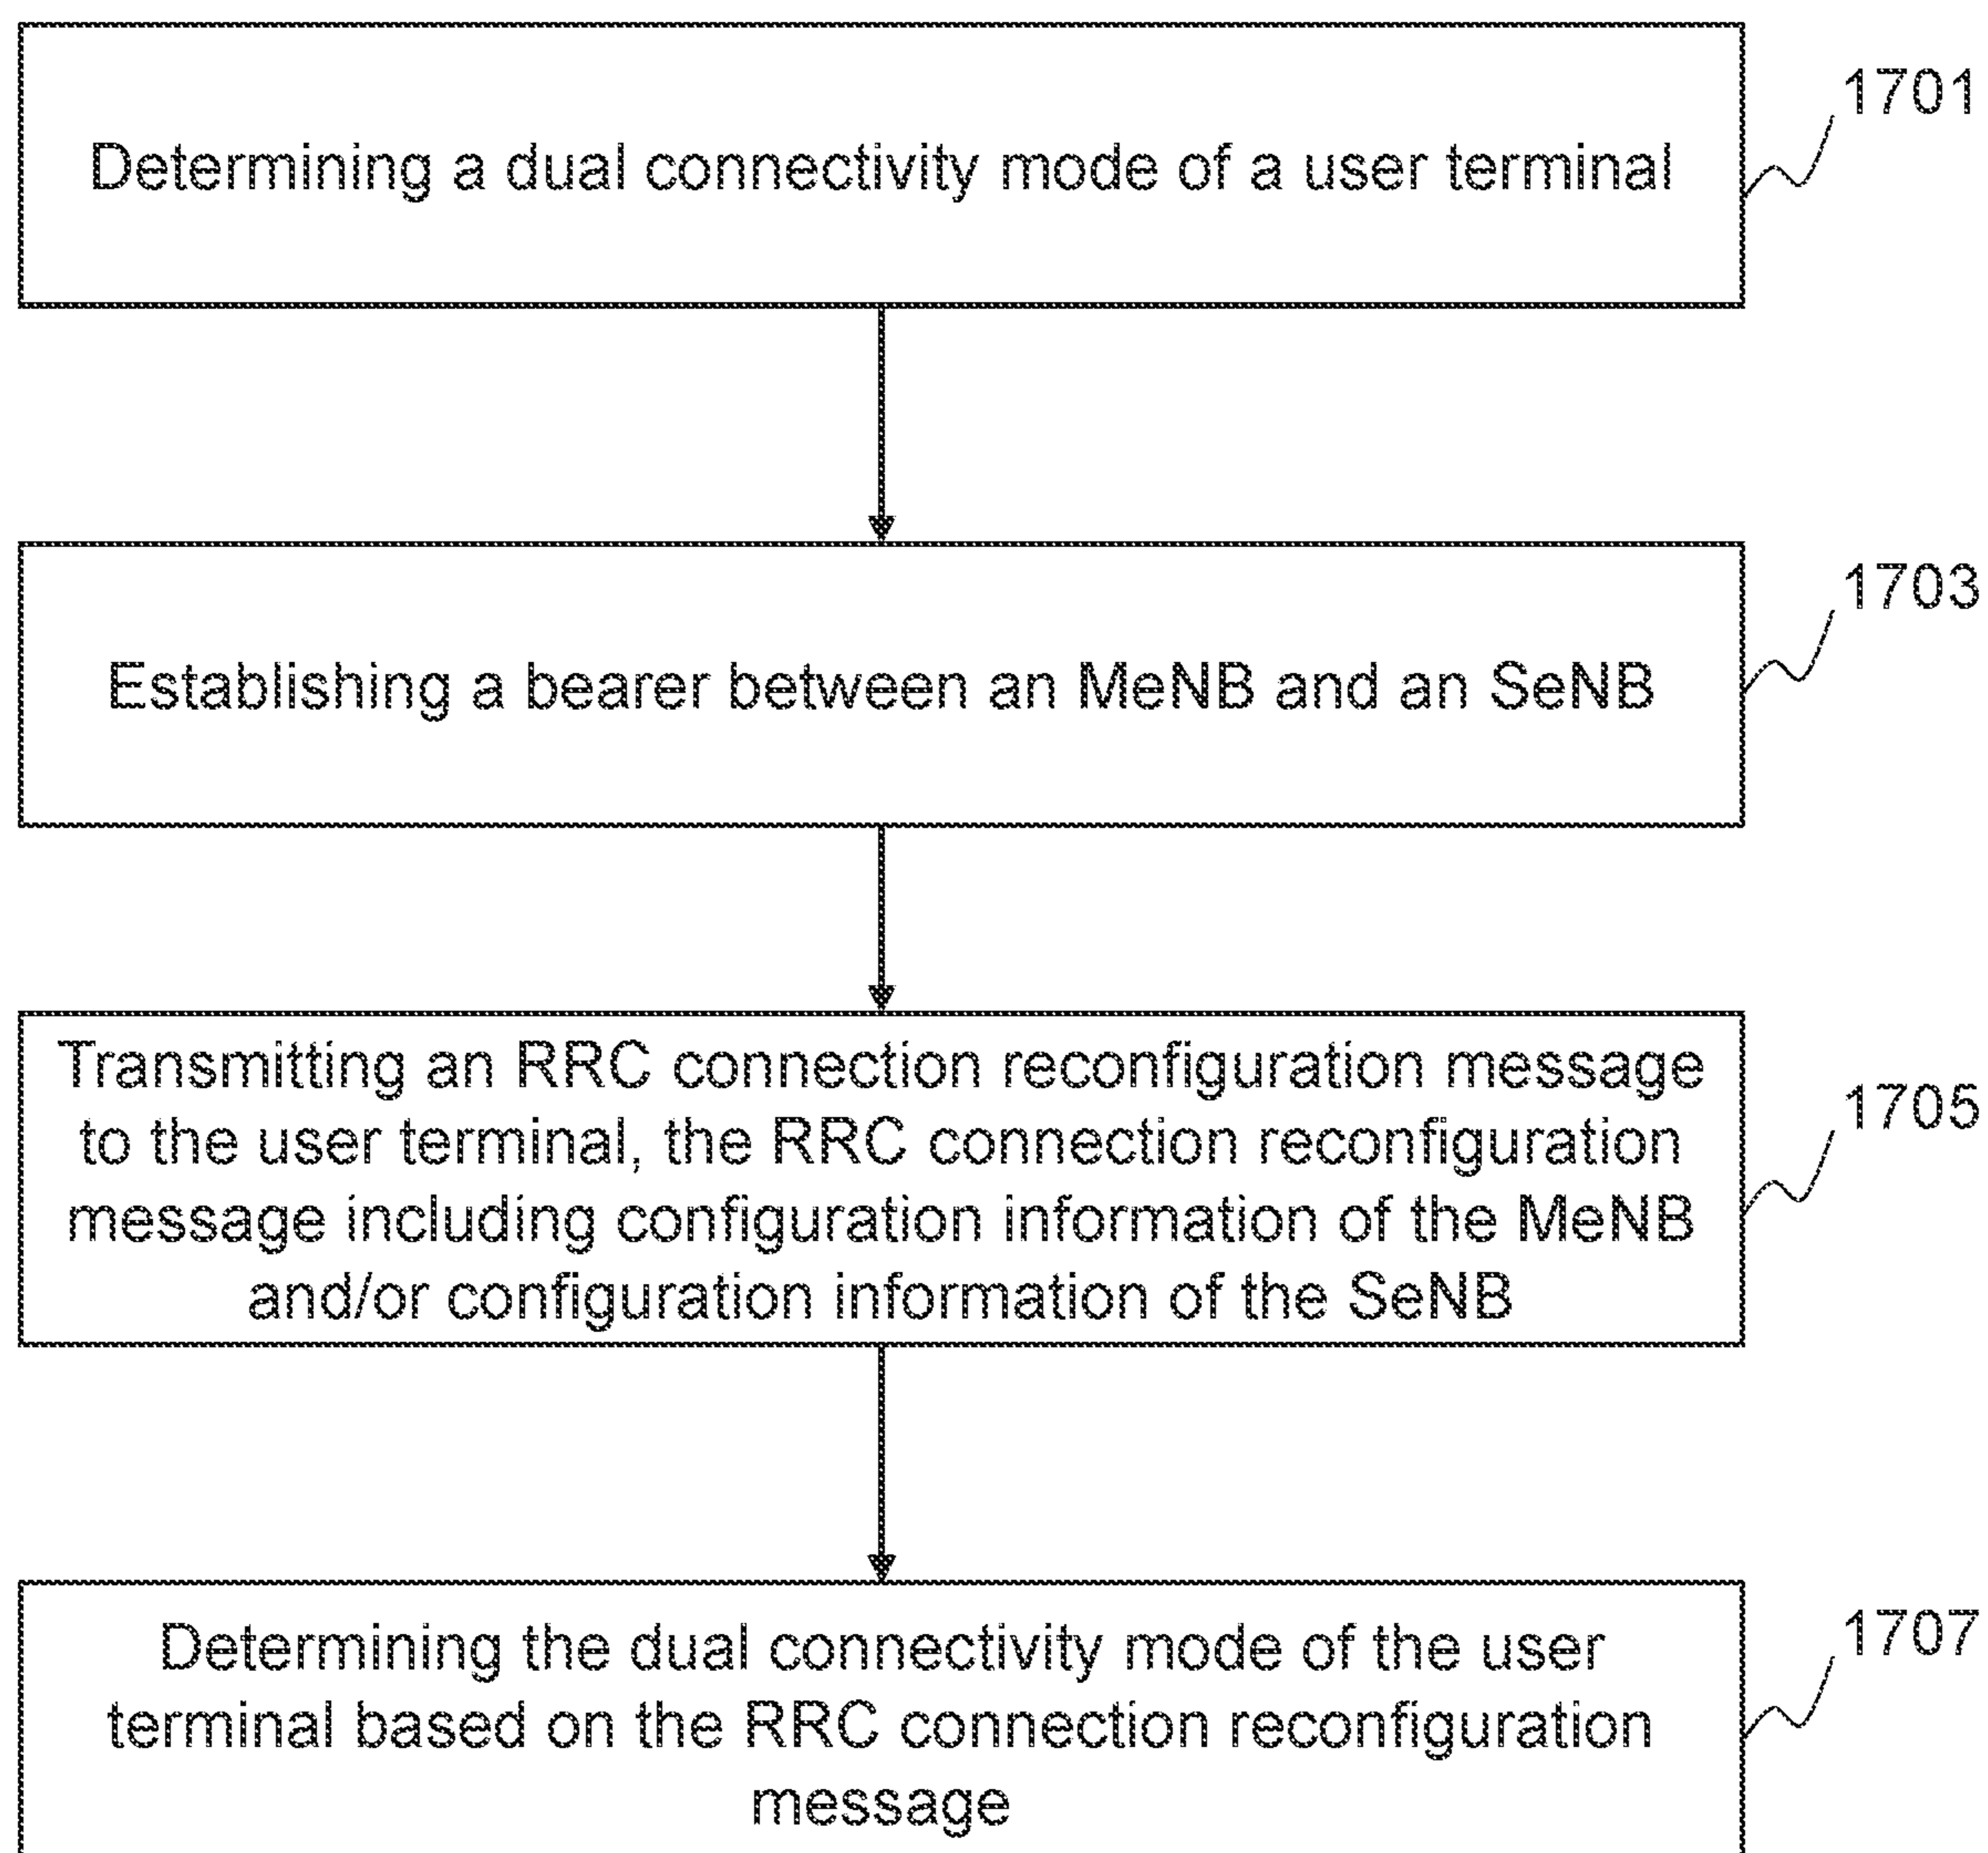 Determining a dual connectivity mode of a user terminal
1701
Establishing a bearer between an MeNB and an SeNB
1703
Transmitting an RRC connection reconfiguration message
to the user terminal, the RRC connection reconfiguration
message including configuration information of the MeNB
and/or configuration information of the SeNB
1705
Determining the dual connectivity mode of the user
terminal based on the RRC connection reconfiguration
message
1707